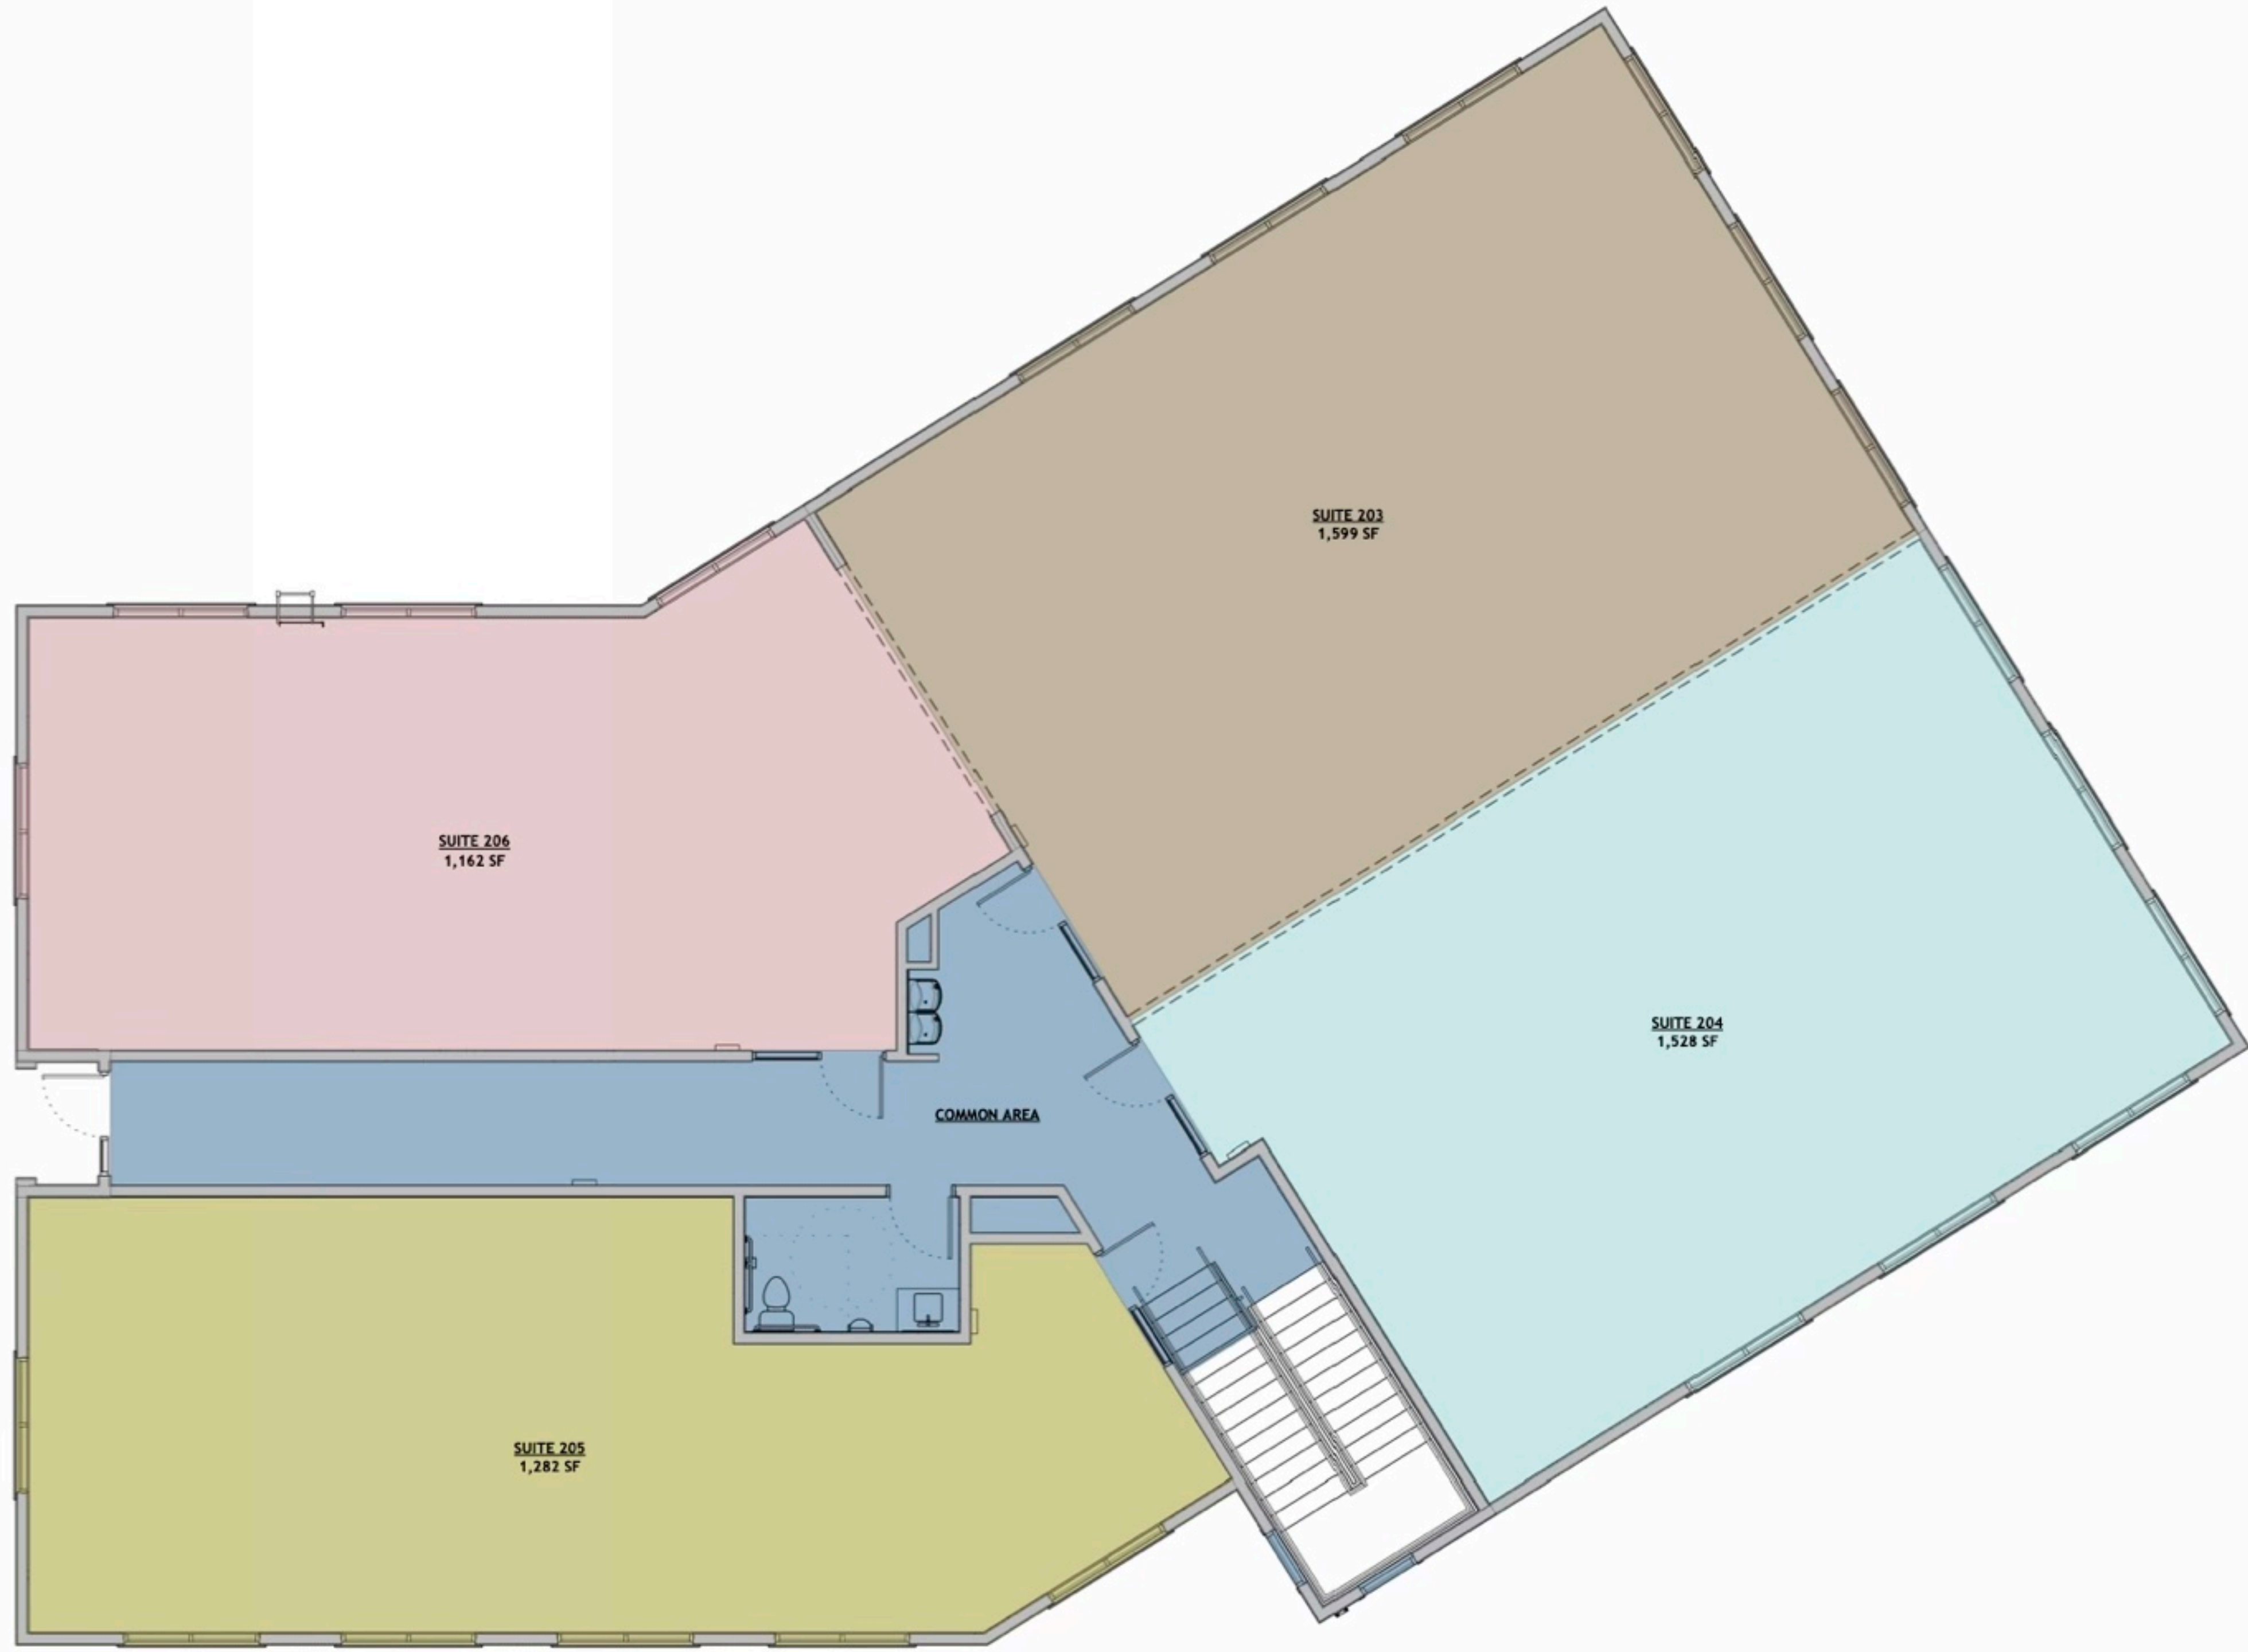 SUITE 203
1,599 SF
SUITE 206
1,162 SF
SUITE 204
1,528 SF
COMMON AREA
SUITE 205
1,282 SF